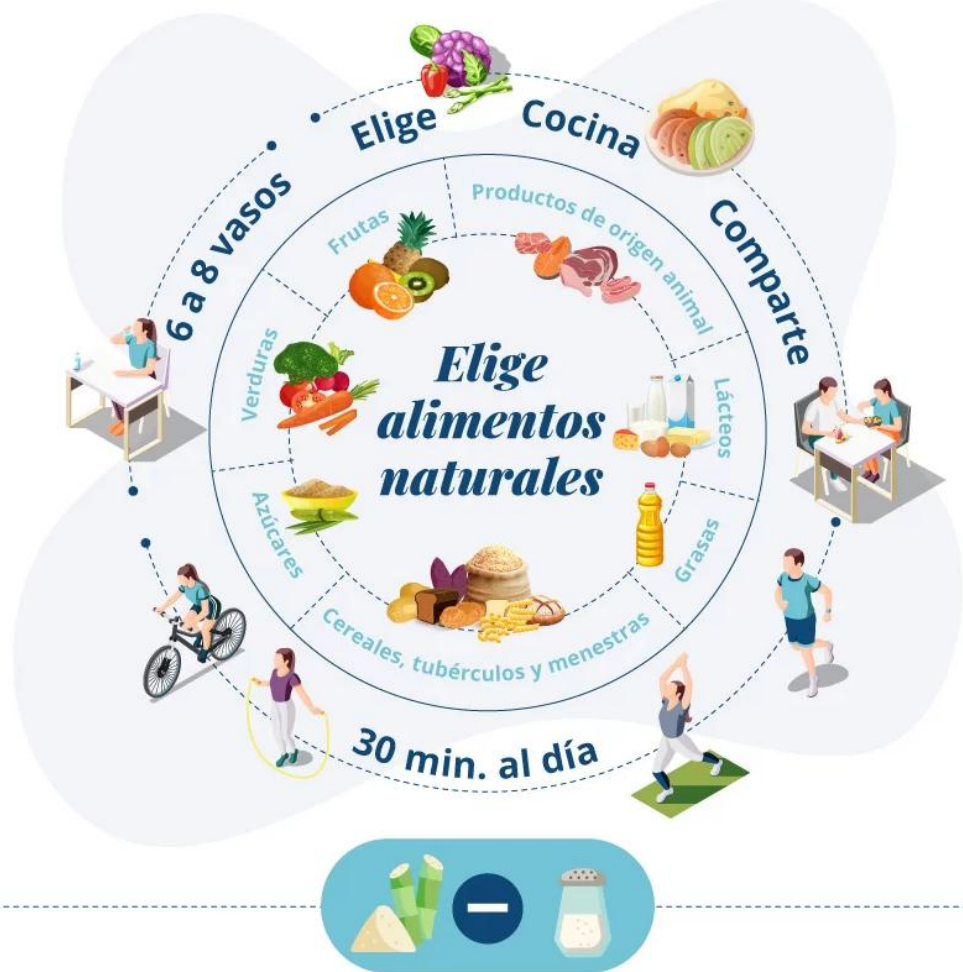 Elige
Cocina
Comparte
6 a 8 vasos
Frutas
Productos de origen animal
Verduras
Lácteos
Elige
alimentos
naturales
Azúcares
Grasas
Cereales, tubérculos y menestras
30 min. al día